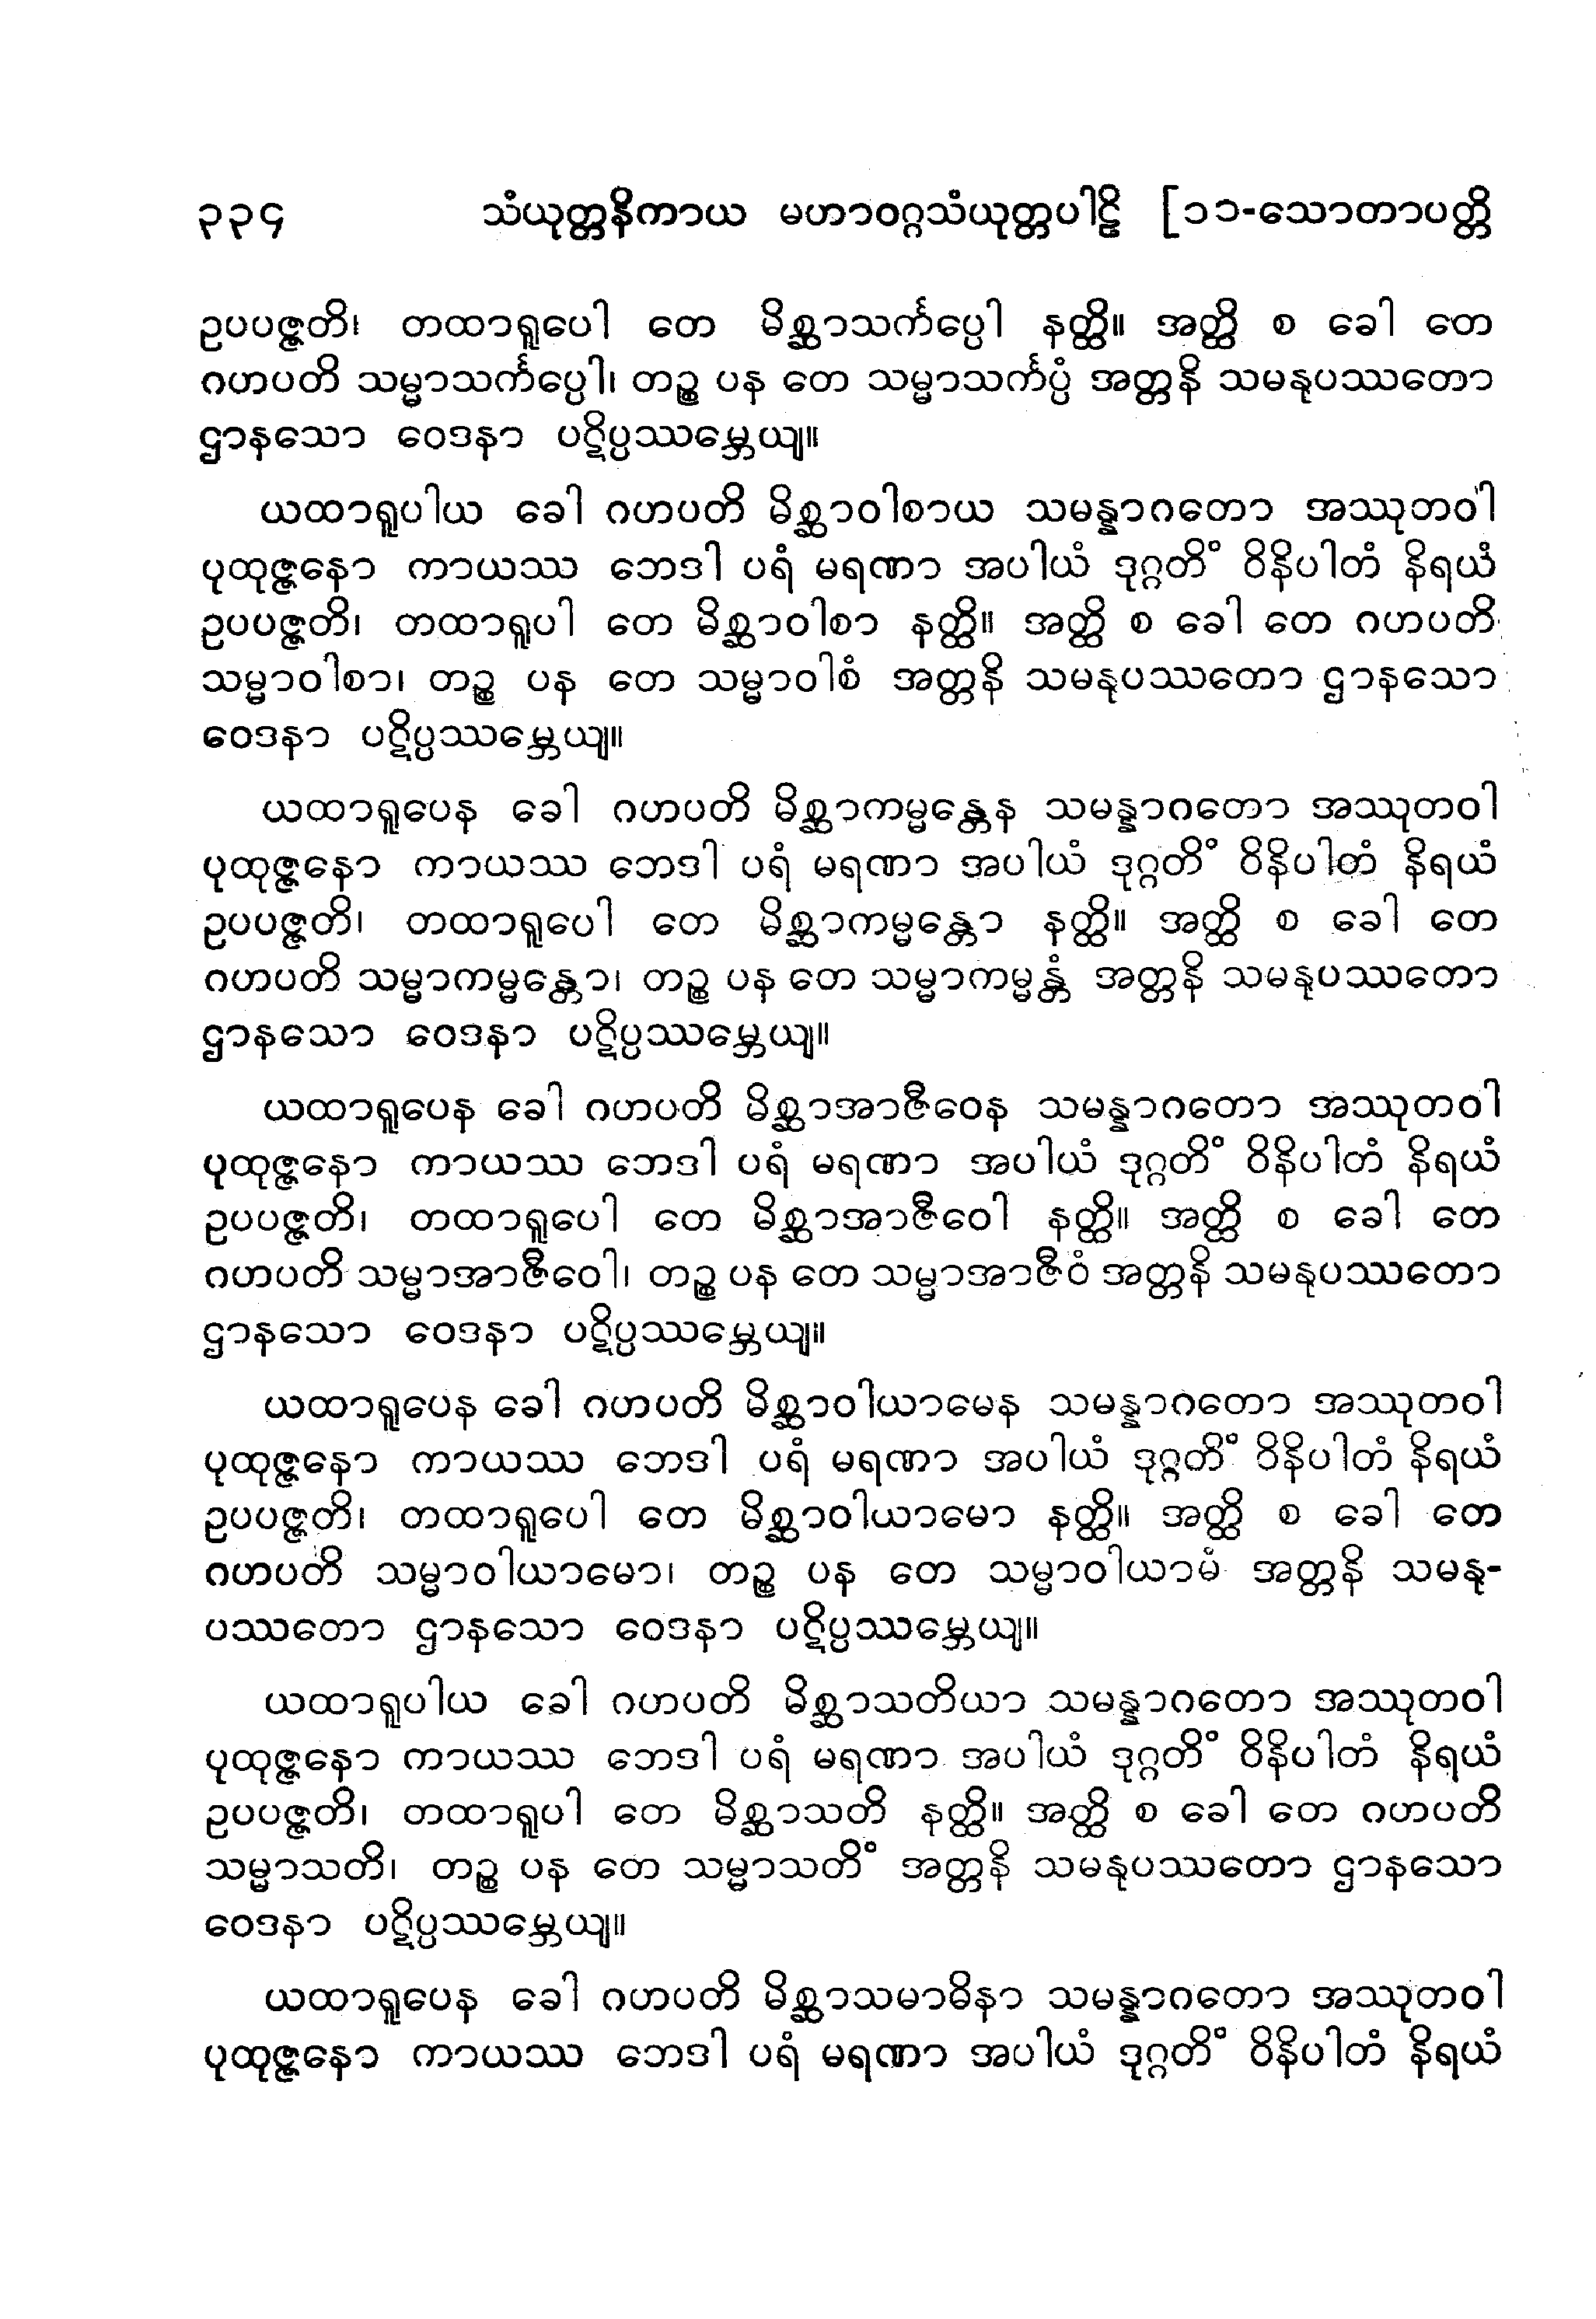 ၃၃၄ သံယုတ္တနိကာယ မဟာဝဂ္ဂသံယုတ္တပါဠိ [၁၁-သောတာပတ္တိ
ဥပပဇ္ဇတိ၊ တထာရူပေါ တေ မိစ္ဆာသင်္ကပ္ပေါ နတ္ထိ။ အတ္ထိ စ ခေါ တေ
ဂဟပတိ သမ္မာသင်္ကပ္ပေါ၊ တဉ္စ ပန တေ သမ္မာသင်္ကပ္ပံ အတ္တနိ သမနုပဿတော
ဌာနသော ဝေဒနာ ပဋိပ္ပဿမ္ဘေယျ။
ယထာရူပါယ ခေါ ဂဟပတိ မိစ္ဆာဝါစာယ သမန္နာဂတော အဿုတဝါ
ပုထုဇ္ဇနော ကာယဿ ဘေဒါ ပရံ မရဏာ အပါယံ ဒုဂ္ဂတိံ ဝိနိပါတံ နိရယံ
ဥပပဇ္ဇတိ၊ တထာရူပါ တေ မိစ္ဆာဝါစာ နတ္ထိ။ အတ္ထိ စ ခေါ တေ ဂဟပတိ
သမ္မာဝါစာ၊ တဉ္စ ပန တေ သမ္မာဝါစံ အတ္တနိ သမနုပဿတော ဌာနသော
ဝေဒနာ ပဋိပ္ပဿမ္ဘေယျ။
ယထာရူပေန ခေါ ဂဟပတိ မိစ္ဆာကမ္မန္တေန သမန္နာဂတော အဿုတဝါ
ပုထုဇ္ဇနော ကာယဿ ဘေဒါ ပရံ မရဏာ အပါယံ ဒုဂ္ဂတိံ ဝိနိပါတံ နိရယံ
ဥပပဇ္ဇတိ၊ တထာရူပေါ တေ မိစ္ဆာကမ္မန္တော နတ္ထိ။ အတ္ထိ စ ခေါ တေ
ဂဟပတိ သမ္မာကမ္မန္တော၊ တဉ္စ ပန တေ သမ္မာကမ္မန္တံ အတ္တနိ သမနုပဿတော
ဌာနသော ဝေဒနာ ပဋိပ္ပဿမ္ဘေယျ။
ယထာရူပေန ခေါ ဂဟပတိ မိစ္ဆာအာဇီဝေန သမန္နာဂတော အဿုတဝါ
ပုထုဇ္ဇနော ကာယဿ ဘေဒါ ပရံ မရဏာ အပါယံ ဒုဂ္ဂတိံ ဝိနိပါတံ နိရယံ
ဥပပဇ္ဇတိ၊ တထာရူပေါ တေ မိစ္ဆာအာဇီဝေါ နတ္ထိ။ အတ္ထိ စ ခေါ တေ
ဂဟပတိ သမ္မာအာဇီဝေါ၊ တဉ္စ ပန တေ သမ္မာအာဇီဝံ အတ္တနိ သမနုပဿတော
ဌာနသော ဝေဒနာ ပဋိပ္ပဿမ္ဘေယျ။
ယထာရူပေန ခေါ ဂဟပတိ မိစ္ဆာဝါယာမေန သမန္နာဂတော အဿုတဝါ
ပုထုဇ္ဇနော ကာယဿ ဘေဒါ ပရံ မရဏာ အပါယံ ဒုဂ္ဂတိံ ဝိနိပါတံ နိရယံ
ဥပပဇ္ဇတိ၊ တထာရူပေါ တေ မိစ္ဆာဝါယာမော နတ္ထိ။ အတ္ထိ စ ခေါ တေ
ဂဟပတိ သမ္မာဝါယာမော၊ တဉ္စ ပန တေ သမ္မာဝါယာမံ အတ္တနိ သမနု-
ပဿတော ဌာနသော ဝေဒနာ ပဋိပ္ပဿမ္ဘေယျ။
ယထာရူပါယ ခေါ ဂဟပတိ မိစ္ဆာသတိယာ သမန္နာဂတော အဿုတဝါ
ပုထုဇ္ဇနော ကာယဿ ဘေဒါ ပရံ မရဏာ အပါယံ ဒုဂ္ဂတိံ ဝိနိပါတံ နိရယံ
ဥပပဇ္ဇတိ၊ တထာရူပါ တေ မိစ္ဆာသတိ နတ္ထိ။ အတ္ထိ စ ခေါ တေ ဂဟပတိ
သမ္မာသတိ၊ တဉ္စ ပန တေ သမ္မာသတိံ အတ္တနိ သမနုပဿတော ဌာနသော
ဝေဒနာ ပဋိပ္ပဿမ္ဘေယျ။
ယထာရူပေန ခေါ ဂဟပတိ မိစ္ဆာသမာဓိနာ သမန္နာဂတော အဿုတဝါ
ပုထုဇ္ဇနော ကာယဿ ဘေဒါ ပရံ မရဏာ အပါယံ ဒုဂ္ဂတိံ ဝိနိပါတံ နိရယံ